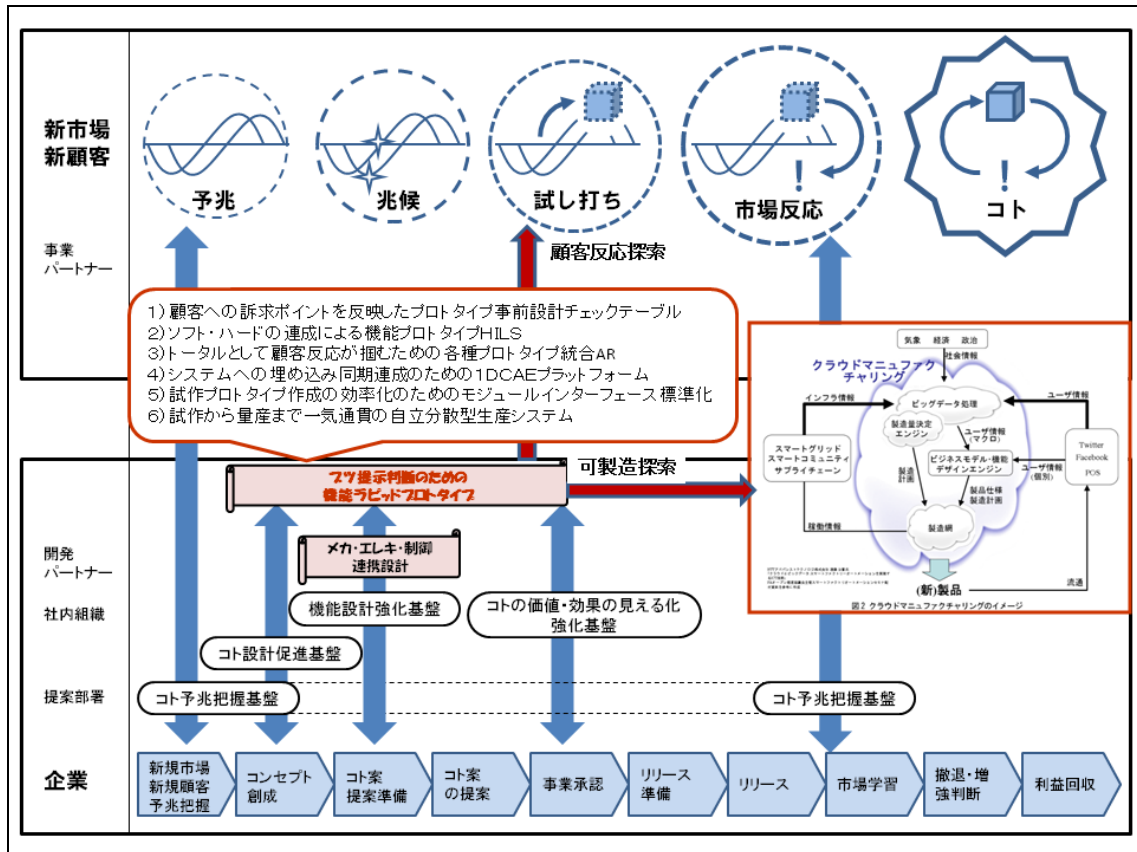 新市場
新顧客
予兆
兆候
試し打ち
市場反応
コト
事業
パートナー
顧客反応探索
1) 顧客への訴求ポイントを反映したプロトタイプ事前設計チェックテーブル
2)ソフト・ハードの連成による機能プロトタイプHILS
3)トータルとして顧客反応が掴むための各種プロトタイプ統合AR
4)システムへの埋め込み同期連成のための1DCAEプラットフォーム
5)試作プロトタイプ作成の効率化のためのモジュールインターフェース標準化
6)試作から量産まで一気通貫の自立分散型生産システム
気象 経済 政治
社会情報
クラウドマニュファク
チャリング
インフラ情報
ビッグデータ処理
ユーザ情報
製造量決定
エンジン
ユーザ情報
(マクロ)
スマートグリッド
スマートコミュニティ
サプライチェーン
ビジネスモデル・機能
デザインエンジン
Twitter
Facebook
POS
ユーザ情報
(個別)
製造
計画
製品仕様
製造計画
稼働情報
製造網
流通
(新)製品
図2 クラウドマニュファクチャリングのイメージ
可製造探索
ブツ提示判断のための
機能ラピッドプロトタイプ
開発
パートナー
メカ・エレキ・制御
連携設計
社内組織
機能設計強化基盤
コトの価値・効果の見える化
強化基盤
コト設計促進基盤
提案部署
コト予兆把握基盤
コト予兆把握基盤
企業
新規市場
新規顧客
予兆把握
コンセプト
創成
コト案
提案準備
コト案
の提案
事業承認
リリース
準備
リリース
市場学習
撤退・増
強判断
利益回収